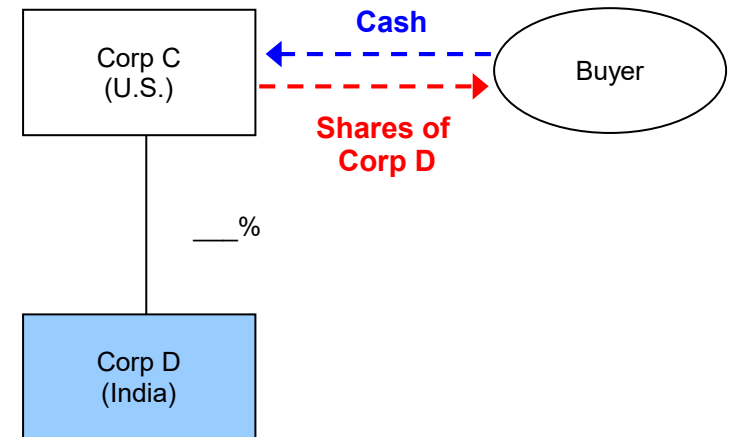 Cash
Corp C
(U.S.)
Buyer
Shares of
Corp D
___%
Corp D
(India)